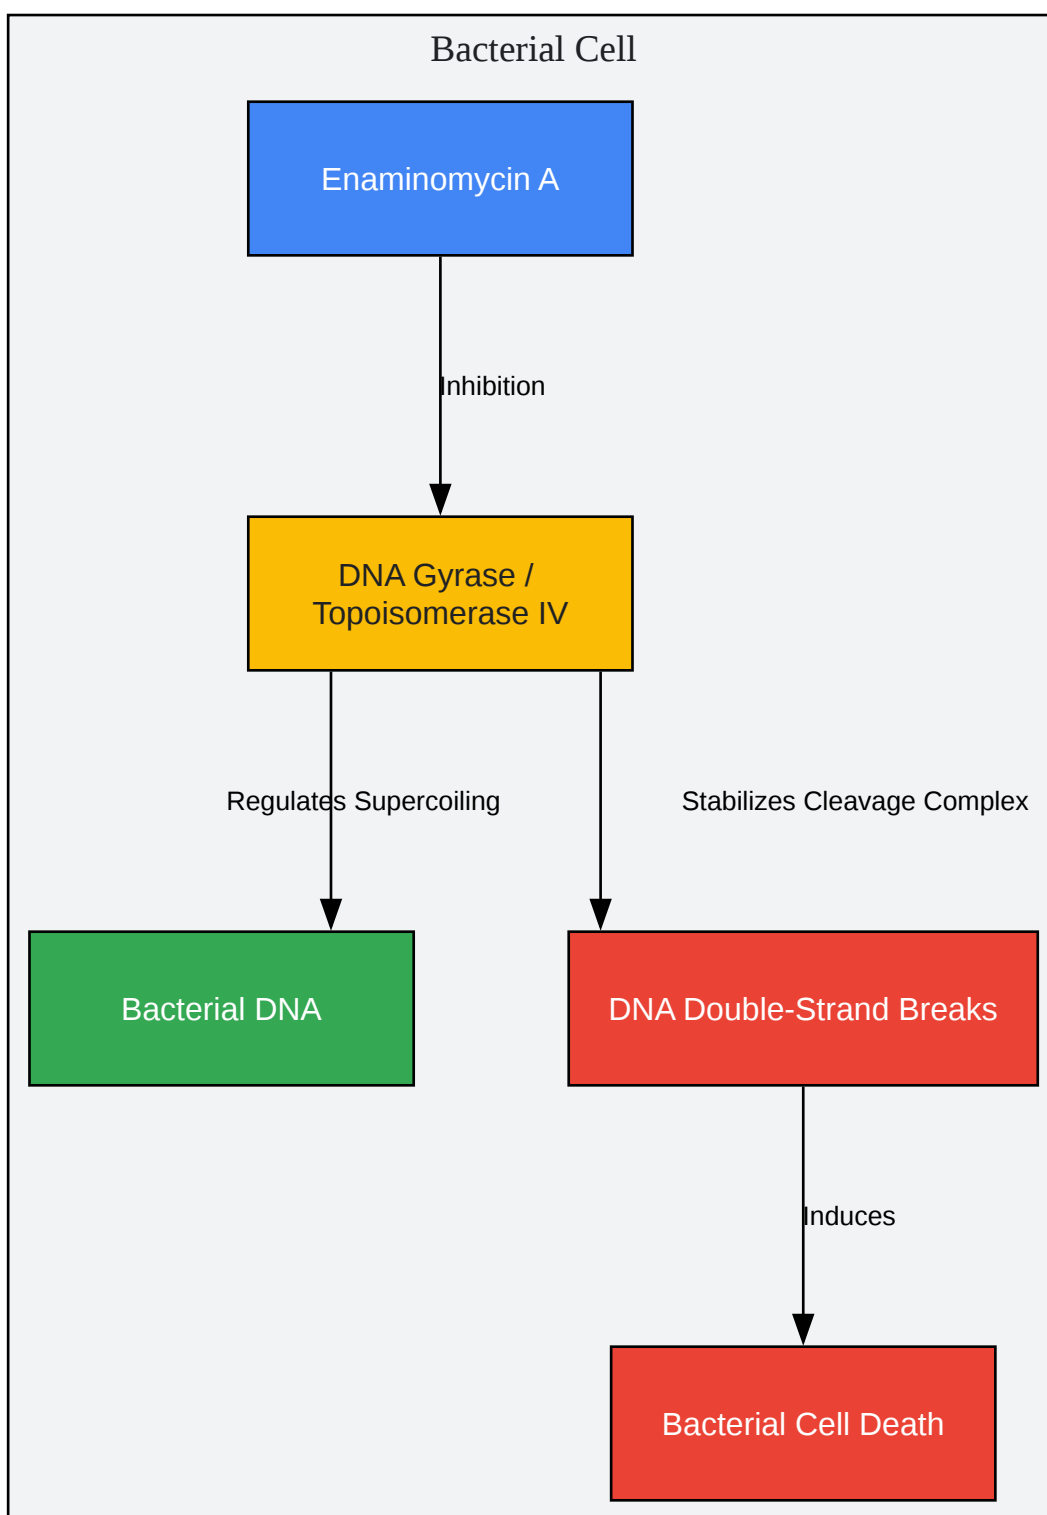 Bacterial Cell
Enaminomycin A
Inhibition
DNA Gyrase /
Topoisomerase IV
Regulates Supercoiling
Stabilizes Cleavage Complex
Bacterial DNA
DNA Double-Strand Breaks
Induces
Bacterial Cell Death